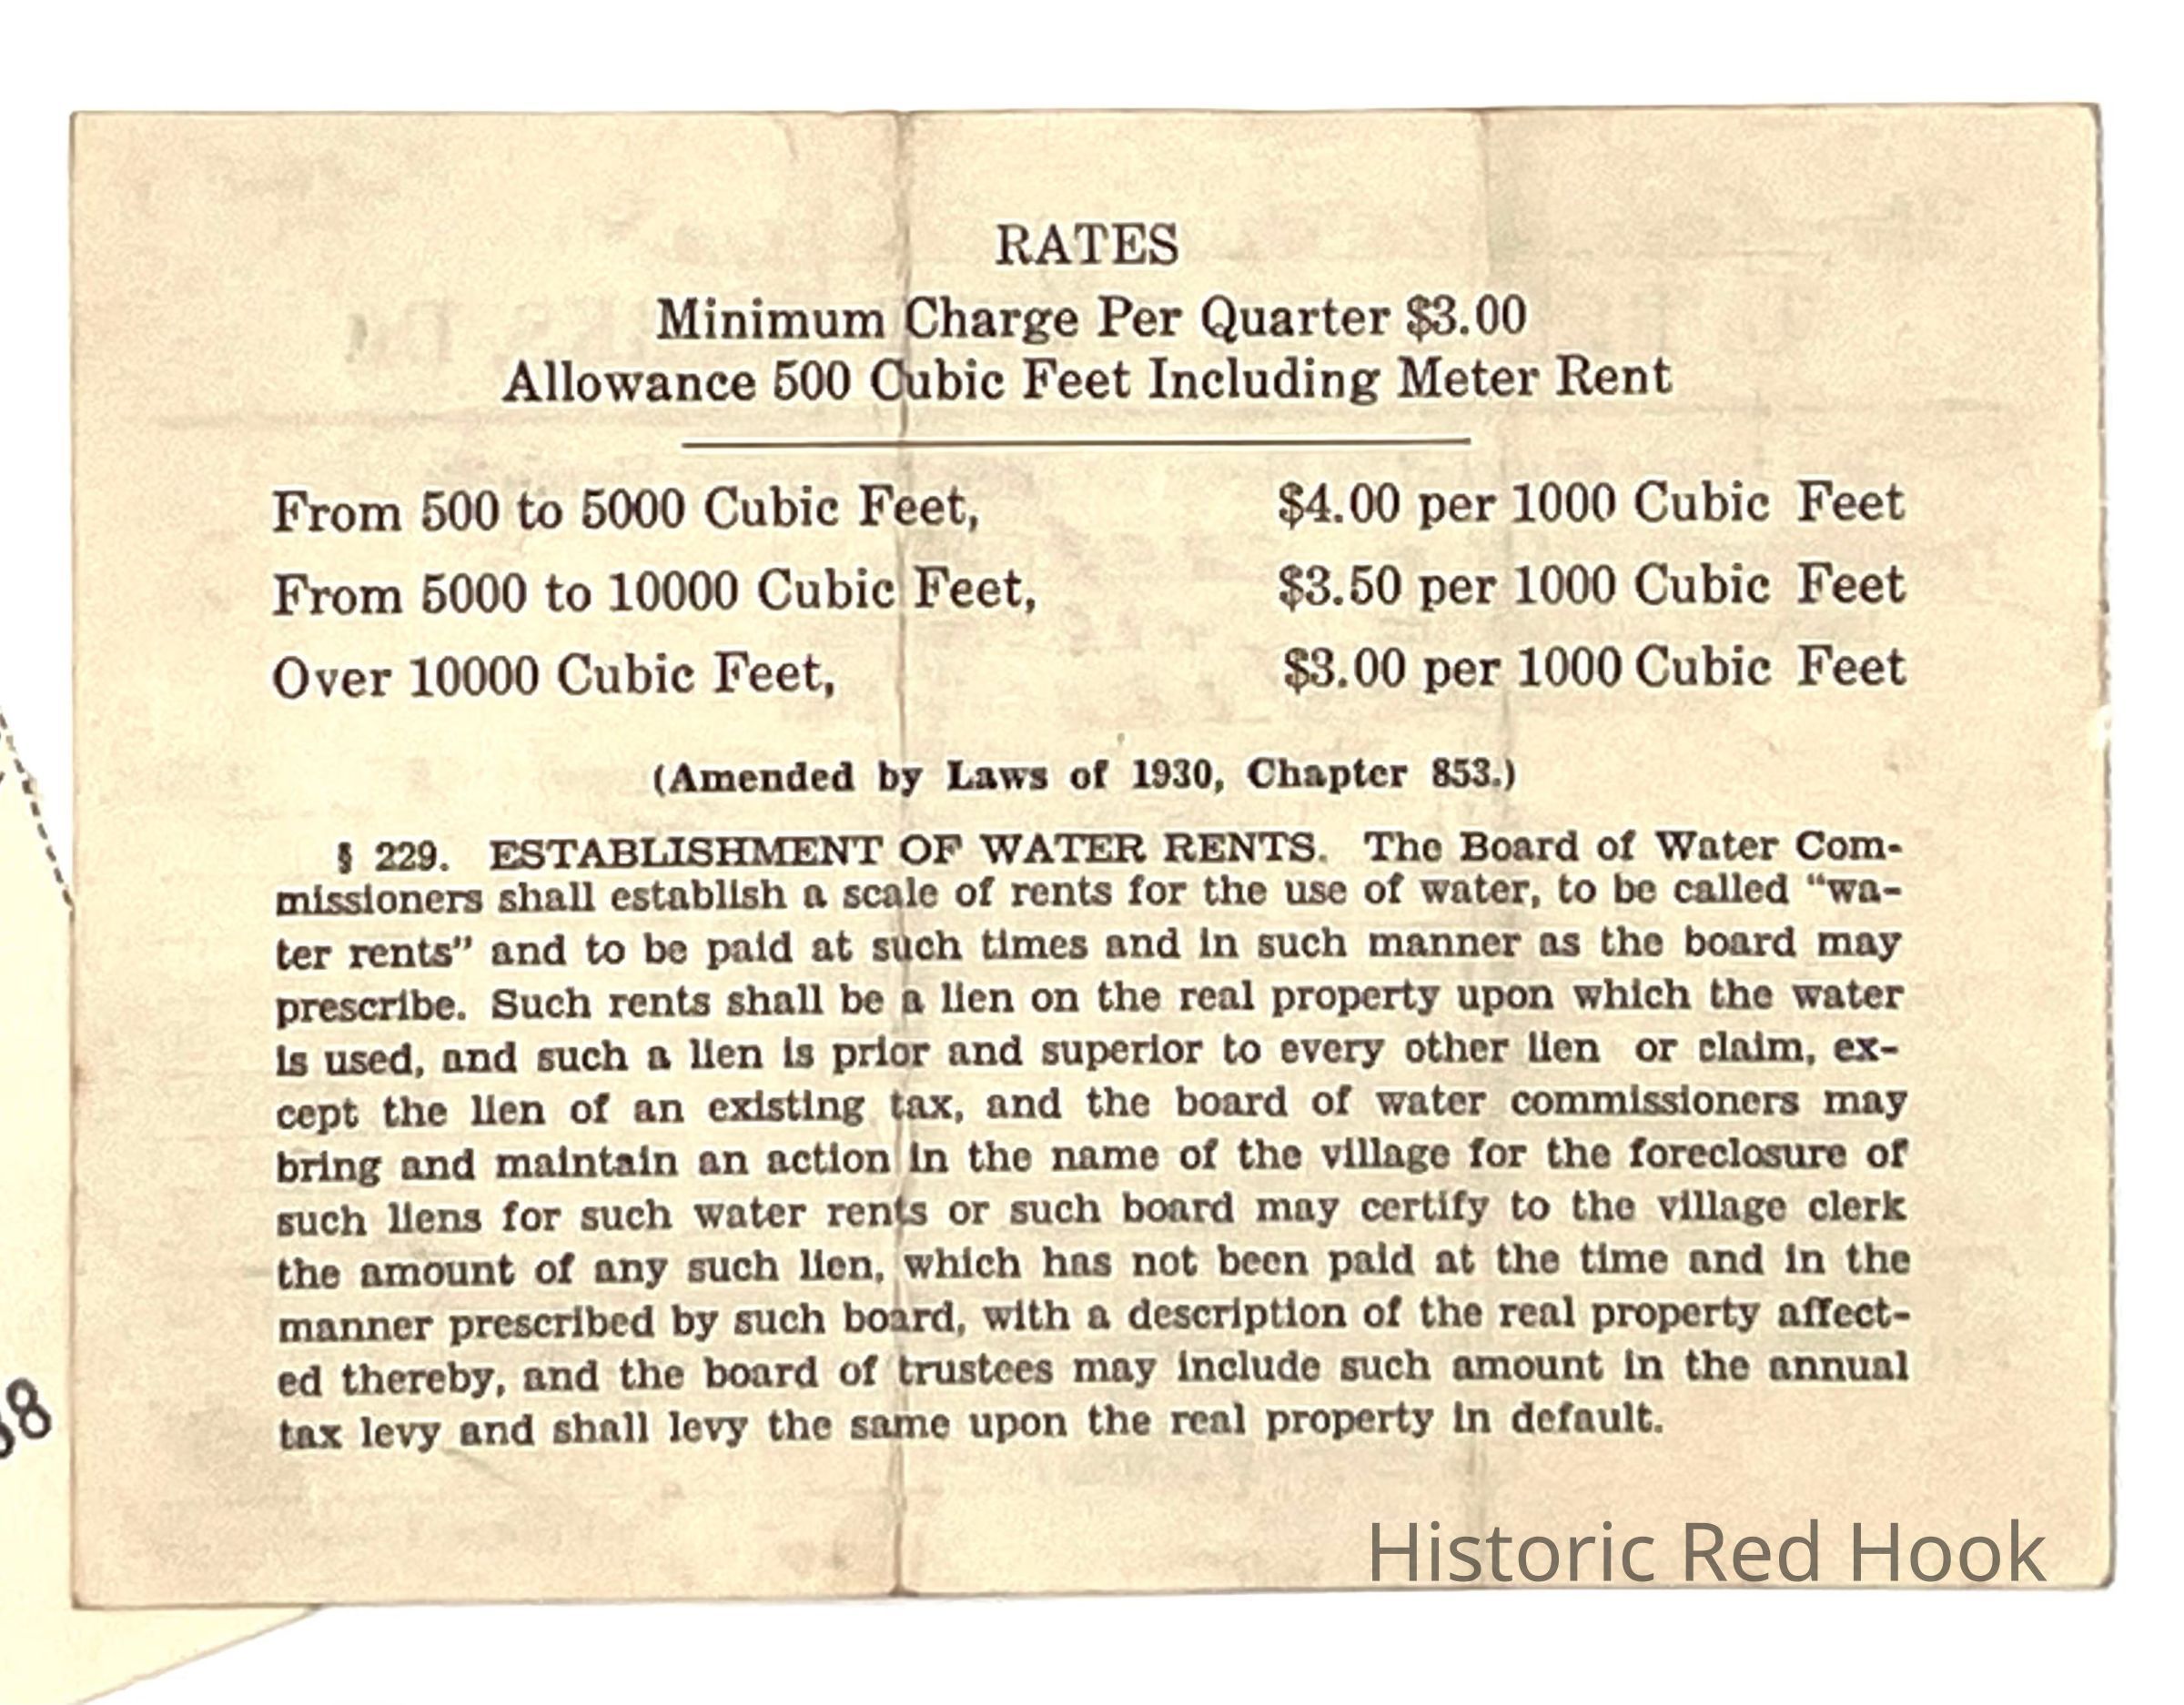 RATES
Minimum Charge Per Quarter $3.00
Allowance 500 Cubic Feet Including Meter Rent
From 500 to 5000 Cubic Feet, $4.00 per 1000 Cubic Feet
From 5000 to 10000 Cubic Feet, $3.50 per 1000 Cubic Feet
Over 10000 Cubic Feet, $3.00 per 1000 Cubic Feet
(Amended by Laws of 1930, Chapter 853.)
§ 229. ESTABLISHMENT OF WATER RENTS. The Board of Water Com-
missioners shall establish a scale of rents for the use of water, to be called “wa-
ter rents” and to be paid at such times and in such manner as the board may
prescribe. Such rents shall be a lien on the real property upon which the water
is used, and such a lien is prior and superior to every other lien or claim, ex-
cept the lien of an existing tax, and the board of water commissioners may
bring and maintain an action in the name of the village for the foreclosure of
such liens for such water rents or such board may certify to the village clerk
the amount of any such lien, which has not been paid at the time and in the
manner prescribed by such board, with a description of the real property affect-
ed thereby, and the board of trustees may include such amount in the annual
tax levy and shall levy the same upon the real property in default.
Historic Red Hook